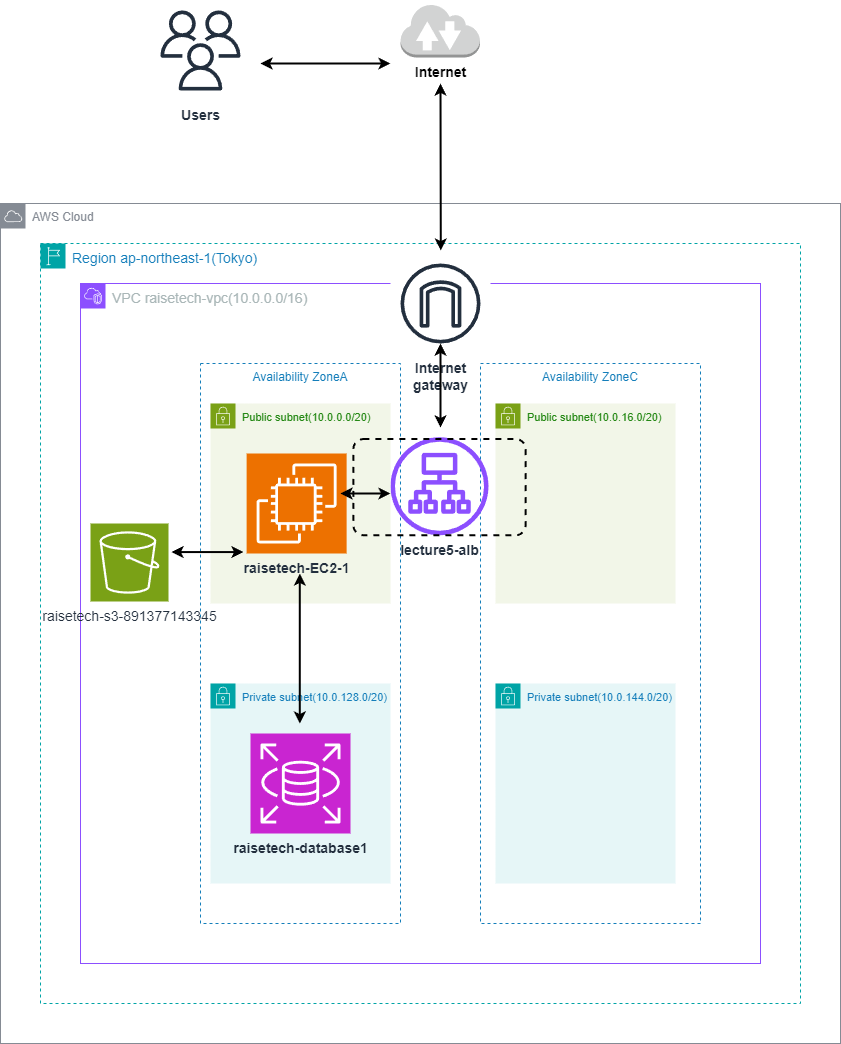 Users
Internet
AWS Cloud
Region ap-northeast-1(Tokyo)
VPC raisetech-vpc(10.0.0.0/16)
Internet
gateway
Availability ZoneA
Availability ZoneC
Public subnet(10.0.0.0/20)
Public subnet(10.0.16.0/20)
lecture5-alb
raisetech-EC2-1
raisetech-s3-891377143345
Private subnet(10.0.128.0/20)
Private subnet(10.0.144.0/20)
raisetech-database1